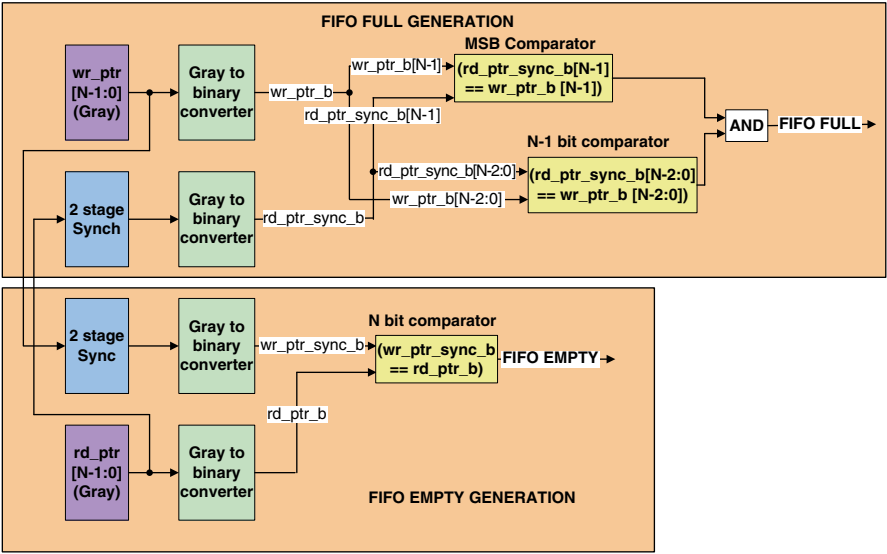 FIFO FULL GENERATION
wr_ptr
[N-1:0]
(Gray)
Gray to
binary
converter
wr_ptr_b
wr_ptr_b[N-1]
rd_ptr_sync_b[N-1]
MSB Comparator
(rd_ptr_sync_b[N-1]
== wr_ptr_b [N-1])
AND
FIFO FULL
N-1 bit comparator
rd_ptr_sync_b[N-2:0]
wr_ptr_b[N-2:0]
(rd_ptr_sync_b[N-2:0]
== wr_ptr_b [N-2:0])
2 stage
Synch
Gray to
binary
converter
rd_ptr_sync_b
2 stage
Sync
Gray to
binary
converter
wr_ptr_sync_b
N bit comparator
(wr_ptr_sync_b
== rd_ptr_b)
FIFO EMPTY
rd_ptr_b
rd_ptr
[N-1:0]
(Gray)
Gray to
binary
converter
FIFO EMPTY GENERATION